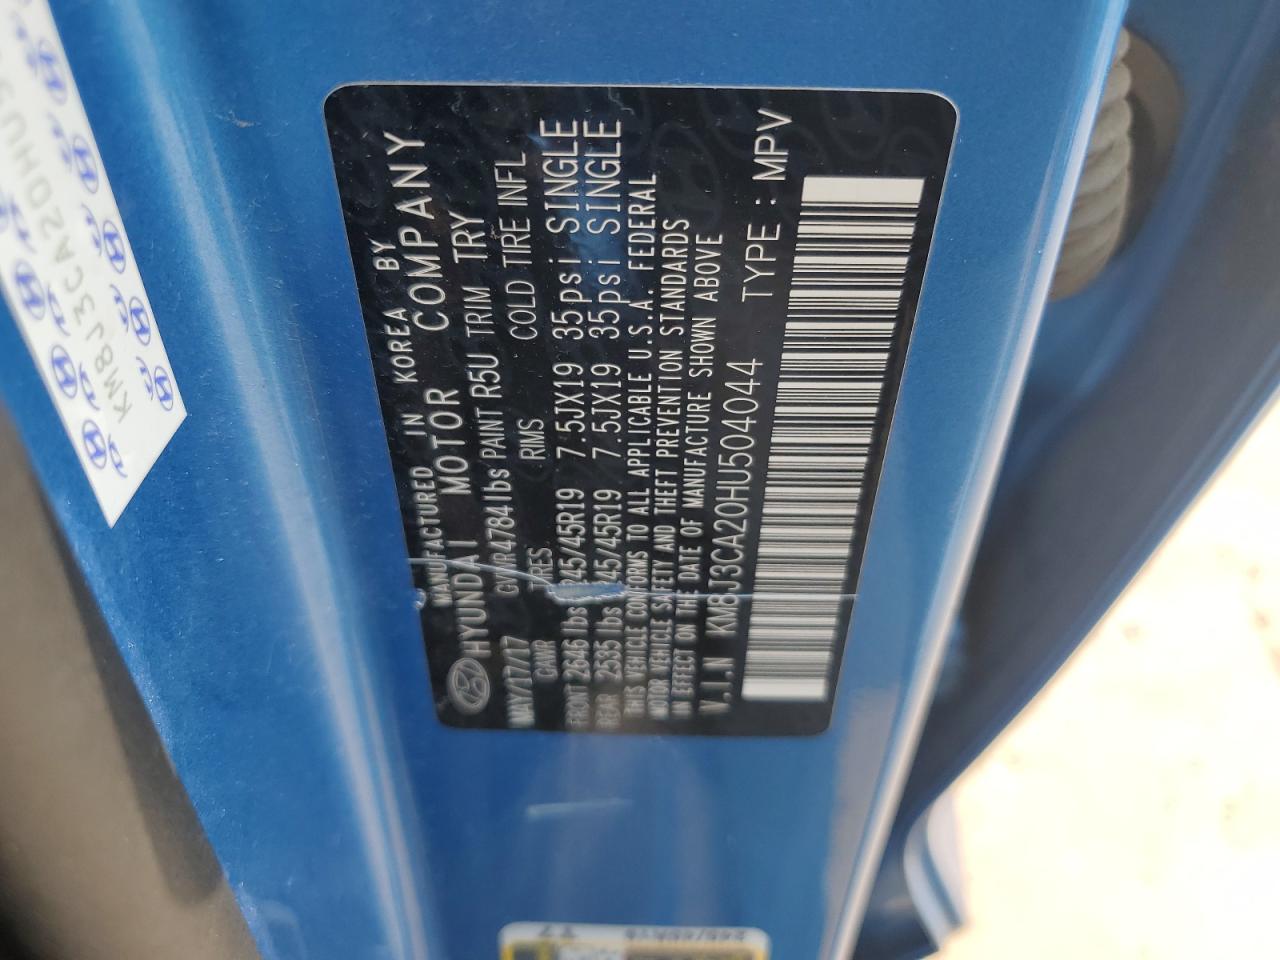 MANUFACTURED IN KOREA BY
HYUNDAI MOTOR COMPANY
MAY/17/17 GVWR 4784 lbs PAINT R5U TRIM TRY
GAWR TIRES RIMS COLD TIRE INFL
FRONT 2646 lbs 245/45R19 7.5JX19 35psi SINGLE
REAR 2535 lbs 245/45R19 7.5JX19 35psi SINGLE
THIS VEHICLE CONFORMS TO ALL APPLICABLE U.S.A. FEDERAL
MOTOR VEHICLE SAFETY AND THEFT PREVENTION STANDARDS
IN EFFECT ON THE DATE OF MANUFACTURE SHOWN ABOVE
V.I.N KM8J3CA20HU504044 TYPE : MPV
KM8J3CA20HU5